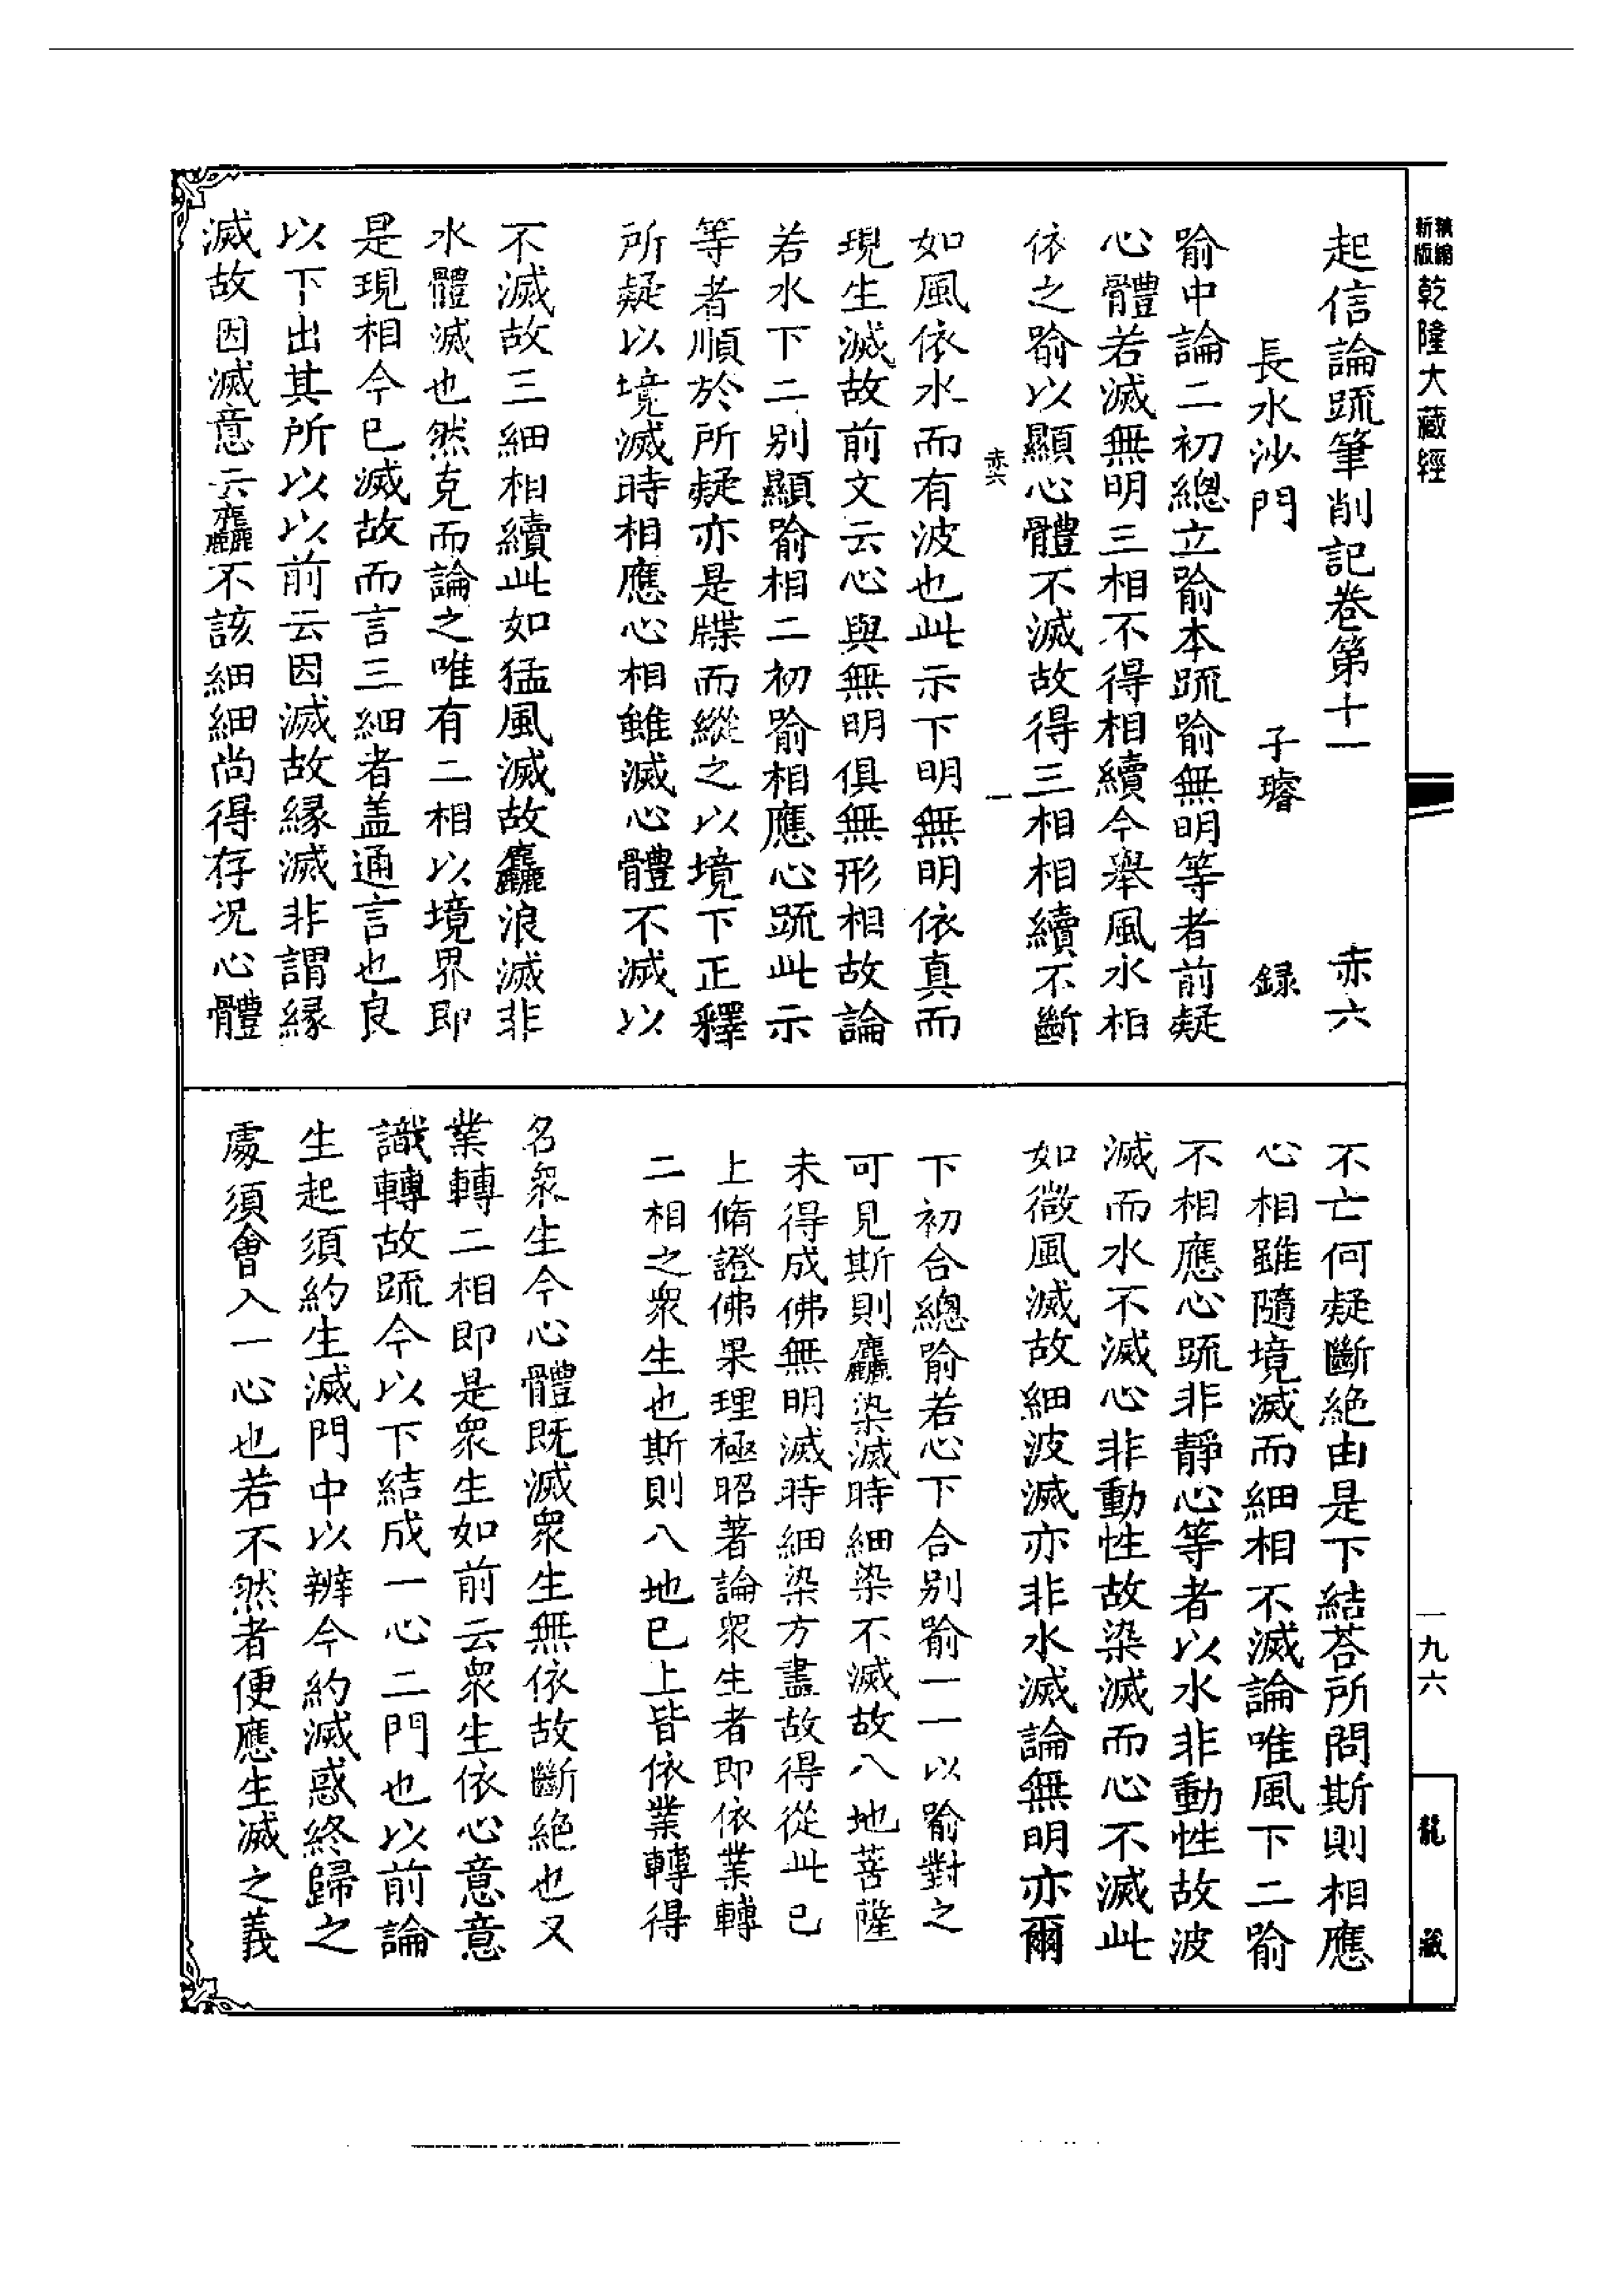 新編
新版
乾隆大藏經
起信論疏筆削記卷第十一 赤六
長水沙門 子璿 錄
喻中論二初總立喻本疏喻無明等者前疑
心體若滅無明三相不得相續今舉風水相
依之喻以顯心體不滅故得三相相續不斷
赤六 一
如風依水而有波也此示下明無明依真而
現生滅故前文云心與無明俱無形相故論
若水下二別顯喻相二初喻相應心疏此示
等者順於所疑亦是牒而縱之以境下正釋
所疑以境滅時相應心相雖滅心體不滅以
不滅故三細相續此如猛風滅故麤浪滅非
水體滅也然克而論之唯有二相以境界即
是現相今已滅故而言三細者盖通言也良
以下出其所以以前云因滅故緣滅非謂緣
滅故因滅意云麤不該細細尚得存况心體
不亡何疑斷絕由是下結荅所問斯則相應
心相雖隨境滅而細相不滅論唯風下二喻
不相應心疏非靜心等者以水非動性故波
滅而水不滅心非動性故染滅而心不滅此
如微風滅故細波滅亦非水滅論無明亦爾
下初合總喻若心下合别喻一一以喻對之
可見斯則麤染滅時細染不滅故八地菩薩
未得成佛無明滅時細染方盡故得從此已
上脩證佛果理極昭著論衆生者即依業轉
二相之衆生也斯則八地已上皆依業轉得
名衆生今心體既滅衆生無依故斷絕也又
業轉二相即是衆生如前云衆生依心意意
識轉故疏今以下結成一心二門也以前論
生起須約生滅門中以辨今約滅惑終歸之
處須會入一心也若不然者便應生滅之義
一九六
龍藏